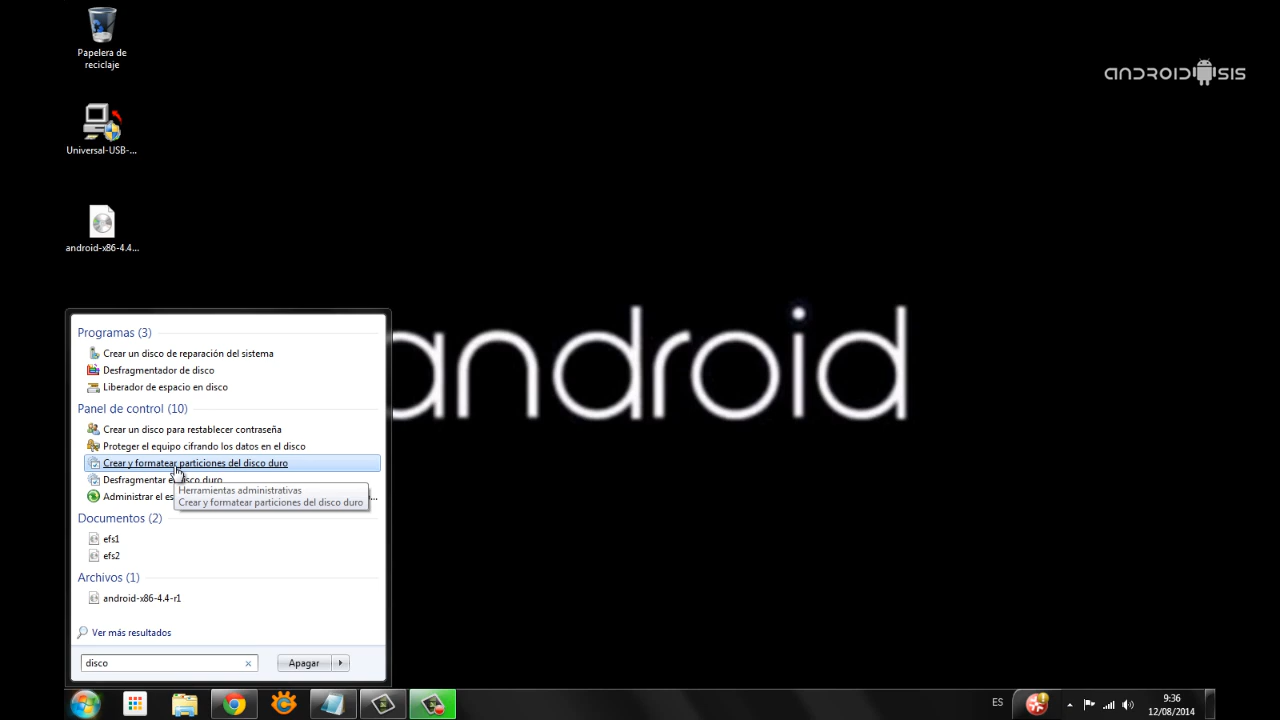 Papelera de
reciclaje
ANDROIDSIS
Universal-USB-...
android-x86-4.4...
android
Programas (3)
Crear un disco de reparación del sistema
Desfragmentador de disco
Liberador de espacio en disco
Panel de control (10)
Crear un disco para restablecer contraseña
Proteger el equipo cifrando los datos en el disco
Crear y formatear particiones del disco duro
Desfragmentar e disco duro
Herramientas administrativas
Administrar el es
Crear y formatear particiones del disco duro
Documentos (2)
efs1
efs2
Archivos (1)
android-x86-4.4-r1
Ver más resultados
disco
Apagar
ES
9:36
12/08/2014